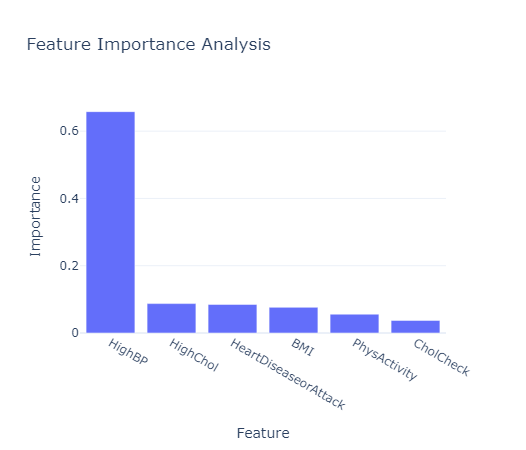 Feature Importance Analysis
Importance
0.6
0.4
0.2
0
HighBP
HighChol
HeartDiseaseorAttack
BMI
PhysActivity
CholCheck
Feature